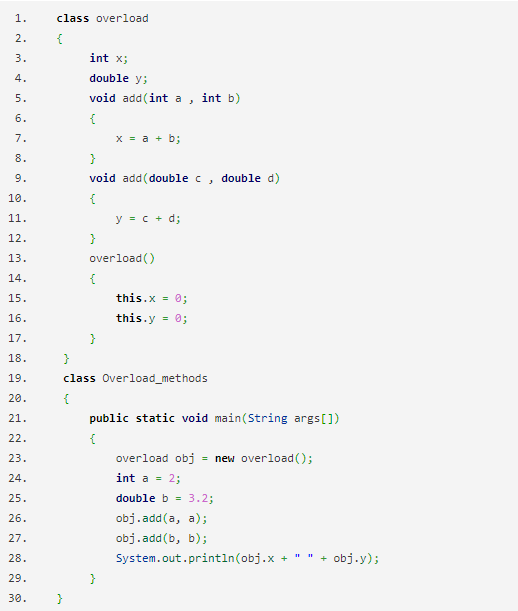 1. class overload
2. {
3. int x;
4. double y;
5. void add(int a , int b)
6. {
7. x = a + b;
8. }
9. void add(double c , double d)
10. {
11. y = c + d;
12. }
13. overload()
14. {
15. this.x = 0;
16. this.y = 0;
17. }
18. }
19. class Overload_methods
20. {
21. public static void main(String args[])
22. {
23. overload obj = new overload();
24. int a = 2;
25. double b = 3.2;
26. obj.add(a, a);
27. obj.add(b, b);
28. System.out.println(obj.x + " " + obj.y);
29. }
30. }